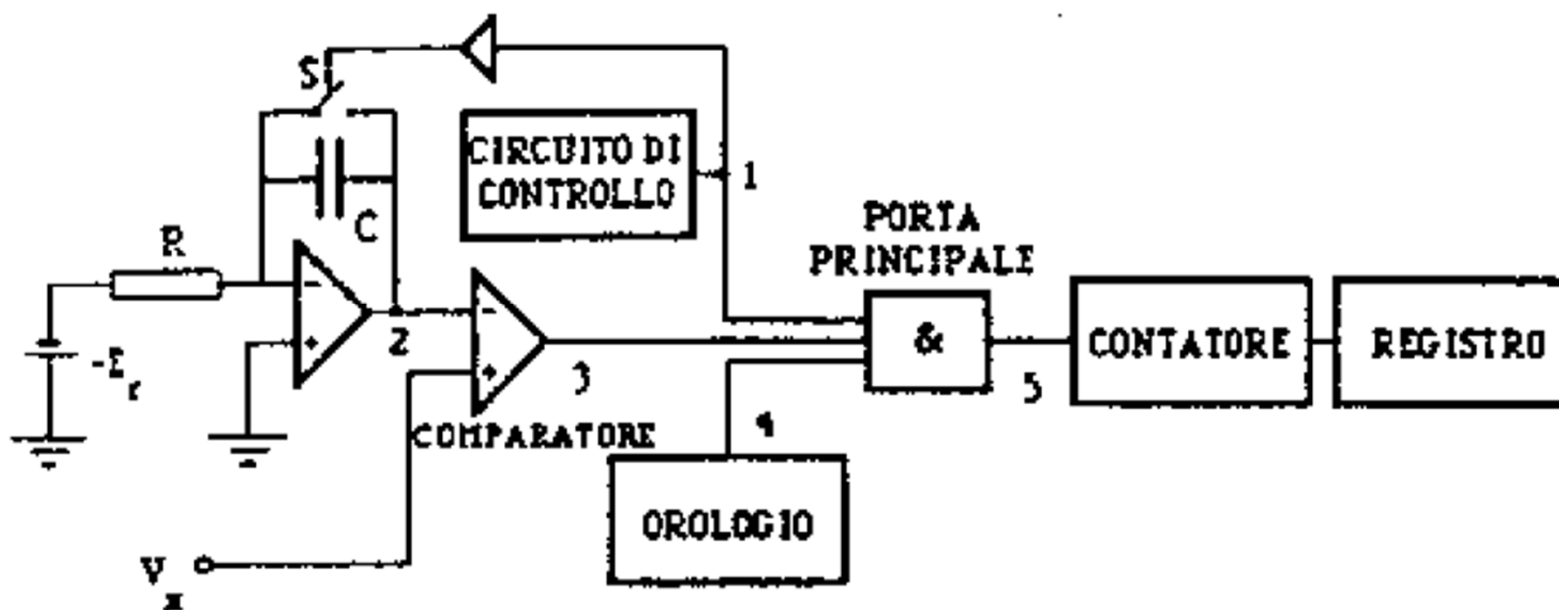 S
CIRCUITO DI
CONTROLLO
1
C
R
PORTA
PRINCIPALE
-
+
2
-
+
3
&
5
CONTATORE
REGISTRO
-E
r
COMPARATORE
4
OROLOGIO
V
x